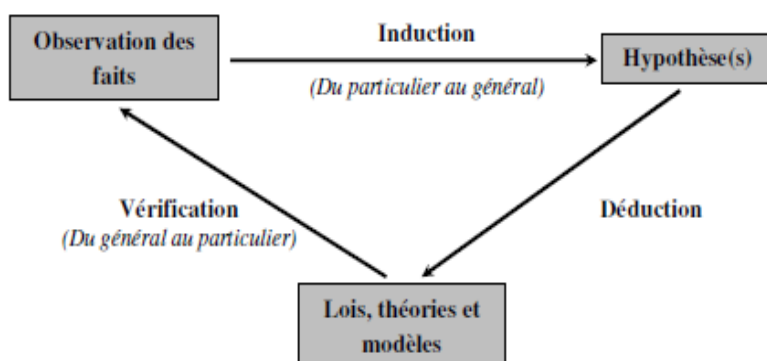 Observation des
faits
Induction
(Du particulier au général)
Hypothèse(s)
Vérification
(Du général au particulier)
Déduction
Lois, théories et
modèles